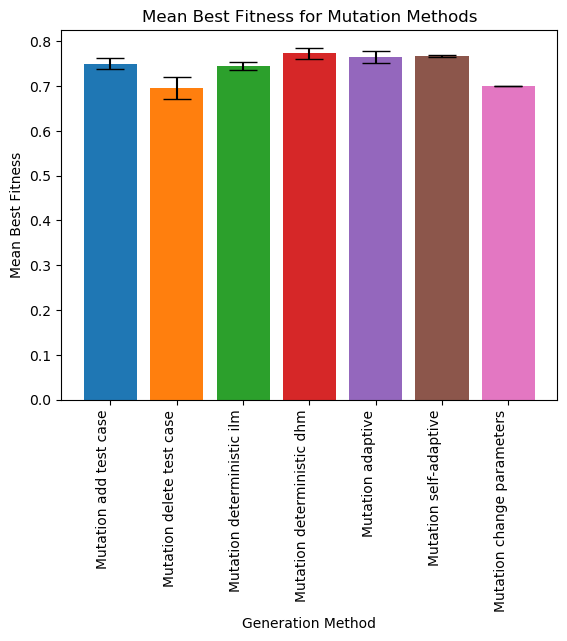 Mean Best Fitness for Mutation Methods
Mean Best Fitness
0.8
0.7
0.6
0.5
0.4
0.3
0.2
0.1
0.0
Mutation add test case
Mutation delete test case
Mutation deterministic ilm
Mutation deterministic dhm
Mutation adaptive
Mutation self-adaptive
Mutation change parameters
Generation Method